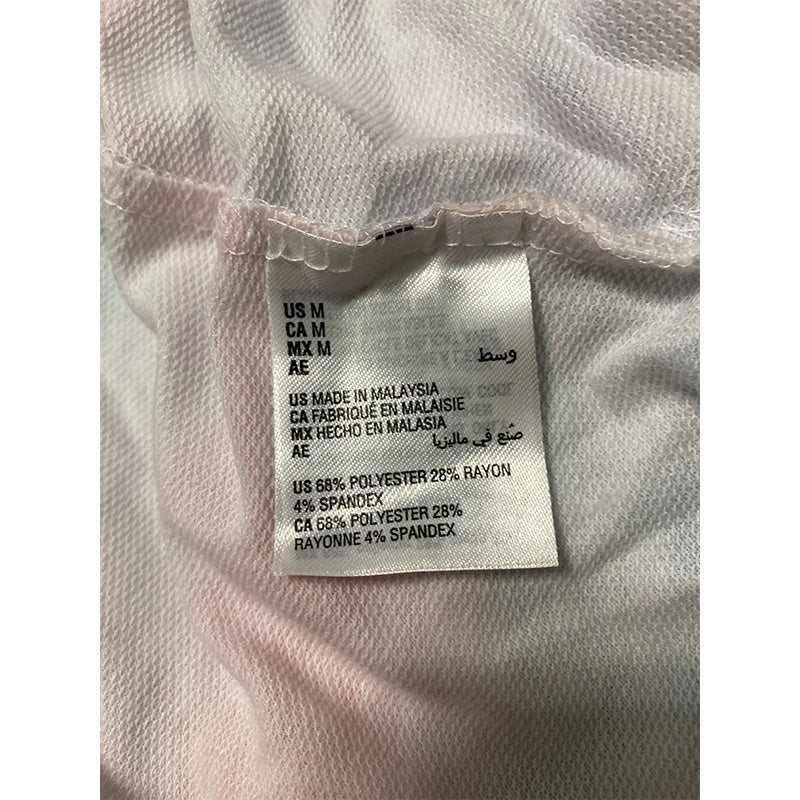 US M
CA M
MX M
AE وسط
US MADE IN MALAYSIA
CA FABRIQUÉ EN MALAISIE
MX HECHO EN MALASIA
AE صُنع في ماليزيا
US 68% POLYESTER 28% RAYON
4% SPANDEX
CA 68% POLYESTER 28%
RAYONNE 4% SPANDEX